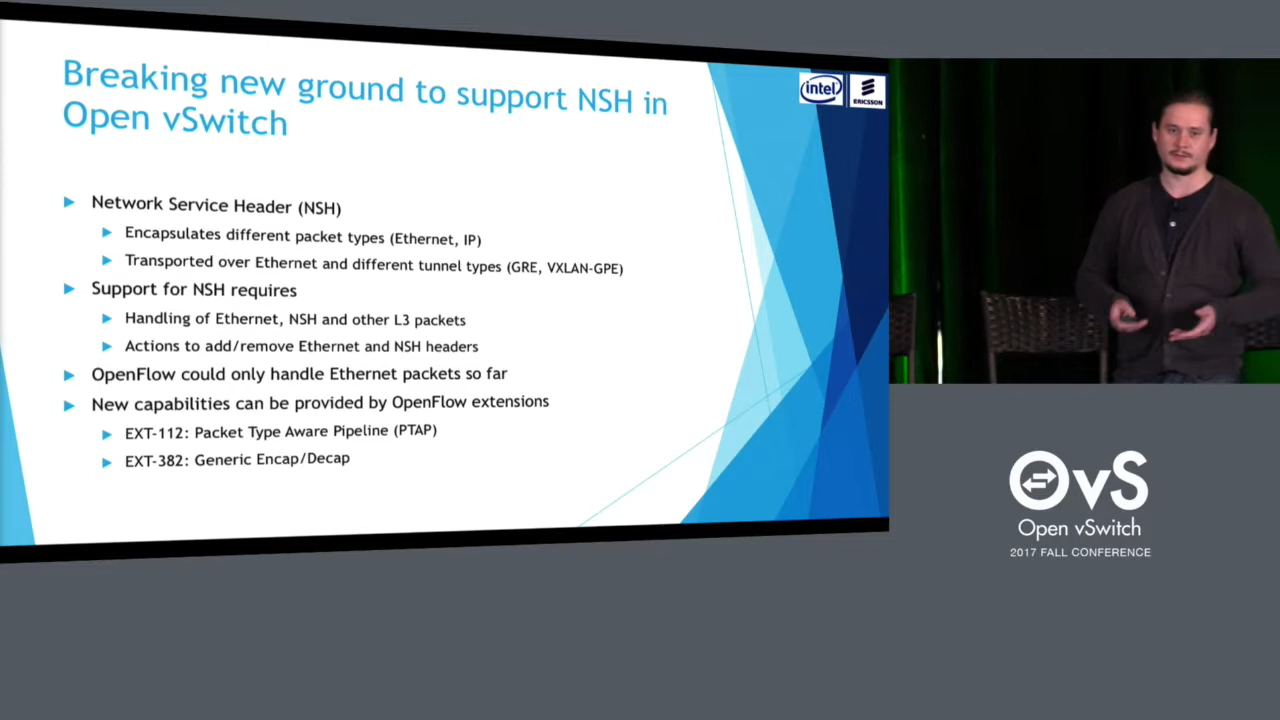 Breaking new ground to support NSH in
Open vSwitch
intel
ERICSSON
Network Service Header (NSH)
Encapsulates different packet types (Ethernet, IP)
Transported over Ethernet and different tunnel types (GRE, VXLAN-GPE)
Support for NSH requires
Handling of Ethernet, NSH and other L3 packets
Actions to add/remove Ethernet and NSH headers
OpenFlow could only handle Ethernet packets so far
New capabilities can be provided by OpenFlow extensions
EXT-112: Packet Type Aware Pipeline (PTAP)
EXT-382: Generic Encap/Decap
OvS
Open vSwitch
2017 FALL CONFERENCE